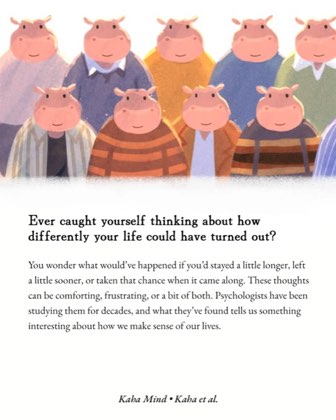 Ever caught yourself thinking about how
differently your life could have turned out?
You wonder what would've happened if you'd stayed a little longer, left
a little sooner, or taken that chance when it came along. These thoughts
can be comforting, frustrating, or a bit of both. Psychologists have been
studying them for decades, and what they've found tells us something
interesting about how we make sense of our lives.
Kaha Mind • Kaha et al.